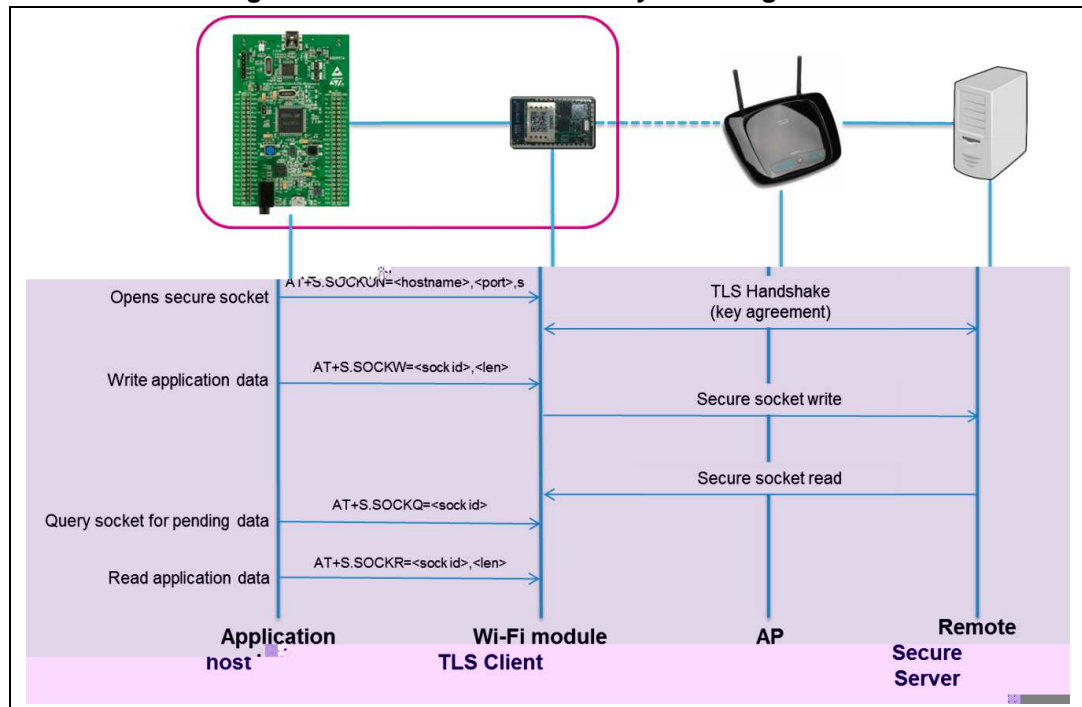 Opens secure socket
AT+S.SOCKON=<hostname>,<port>,s
TLS Handshake
(key agreement)
Write application data
AT+S.SOCKW=<sock id>,<len>
Secure socket write
Secure socket read
Query socket for pending data
AT+S.SOCKQ=<sock id>
Read application data
AT+S.SOCKR=<sock id>,<len>
Application
host
Wi-Fi module
TLS Client
AP
Remote
Secure
Server